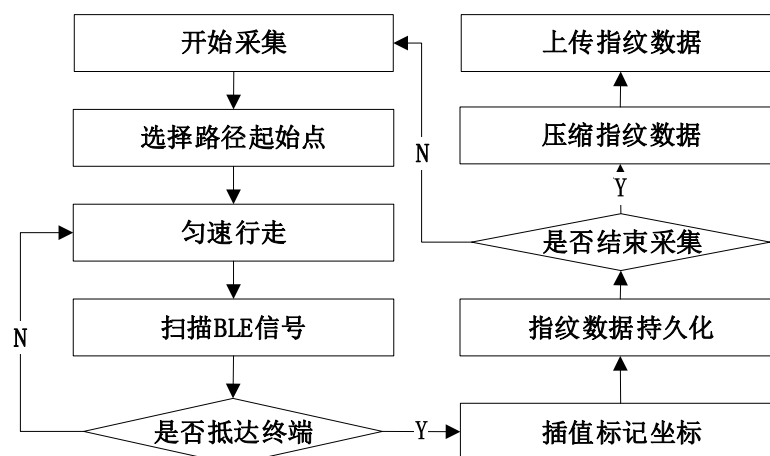 开始采集
选择路径起始点
匀速行走
扫描BLE信号
是否抵达终端
N
Y
插值标记坐标
指纹数据持久化
是否结束采集
N
Y
压缩指纹数据
上传指纹数据